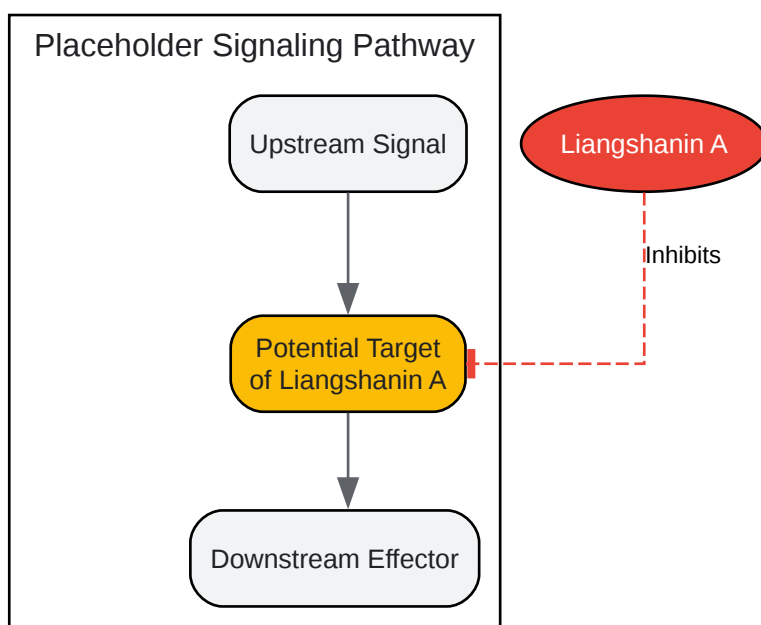 Placeholder Signaling Pathway
Upstream Signal
Liangshanin A
Inhibits
Potential Target
of Liangshanin A
Downstream Effector